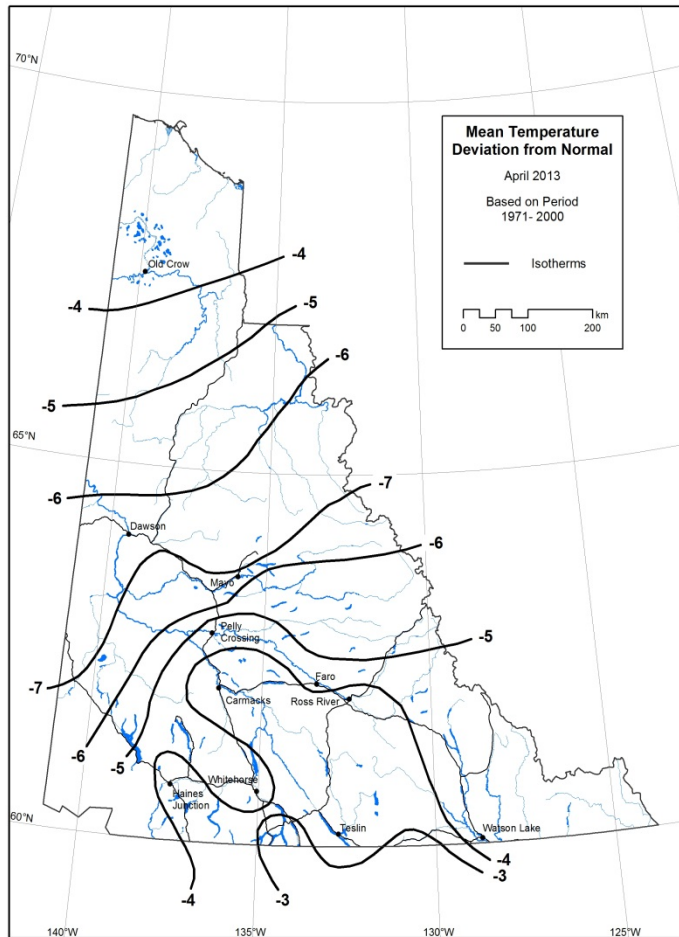 70°N
Mean Temperature
Deviation from Normal
April 2013
Based on Period
1971- 2000
Isotherms
km
0 50 100 200
-4
Old Crow
-4
-5
-6
-5
65°N
-7
-6
Dawson
-6
Mayo
Pelly
Crossing
-5
Faro
-7
Carmacks
Ross River
-6
-5
Whitehorse
Haines
Junction
60°N
Teslin
Watson Lake
-4
-3
-4
-3
140°W
135°W
130°W
125°W